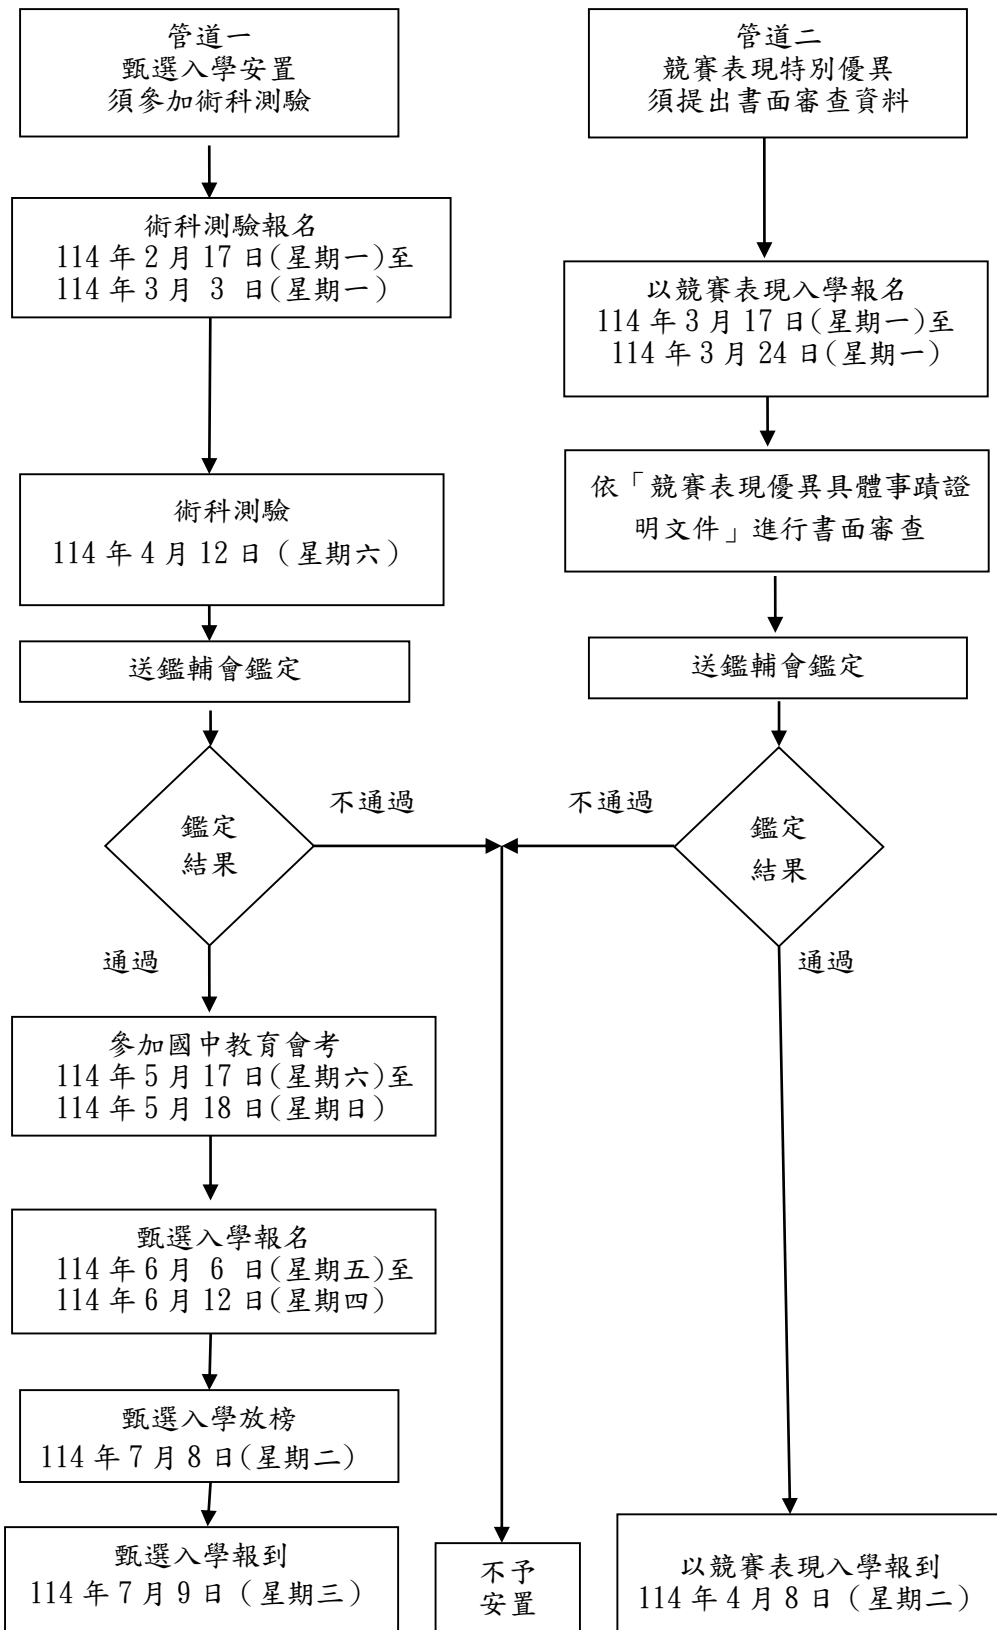 管道一
甄選入學安置
須參加術科測驗
管道二
競賽表現特別優異
須提出書面審查資料
術科測驗報名
114 年 2 月 17 日(星期一)至
114 年 3 月 3 日(星期一)
以競賽表現入學報名
114 年 3 月 17 日(星期一)至
114 年 3 月 24 日(星期一)
術科測驗
114 年 4 月 12 日（星期六）
依「競賽表現優異具體事蹟證
明文件」進行書面審查
送鑑輔會鑑定
送鑑輔會鑑定
鑑定
結果
不通過
不通過
鑑定
結果
通過
通過
參加國中教育會考
114 年 5 月 17 日(星期六)至
114 年 5 月 18 日(星期日)
甄選入學報名
114 年 6 月 6 日(星期五)至
114 年 6 月 12 日(星期四)
甄選入學放榜
114 年 7 月 8 日(星期二)
甄選入學報到
114 年 7 月 9 日（星期三）
不予
安置
以競賽表現入學報到
114 年 4 月 8 日（星期二）